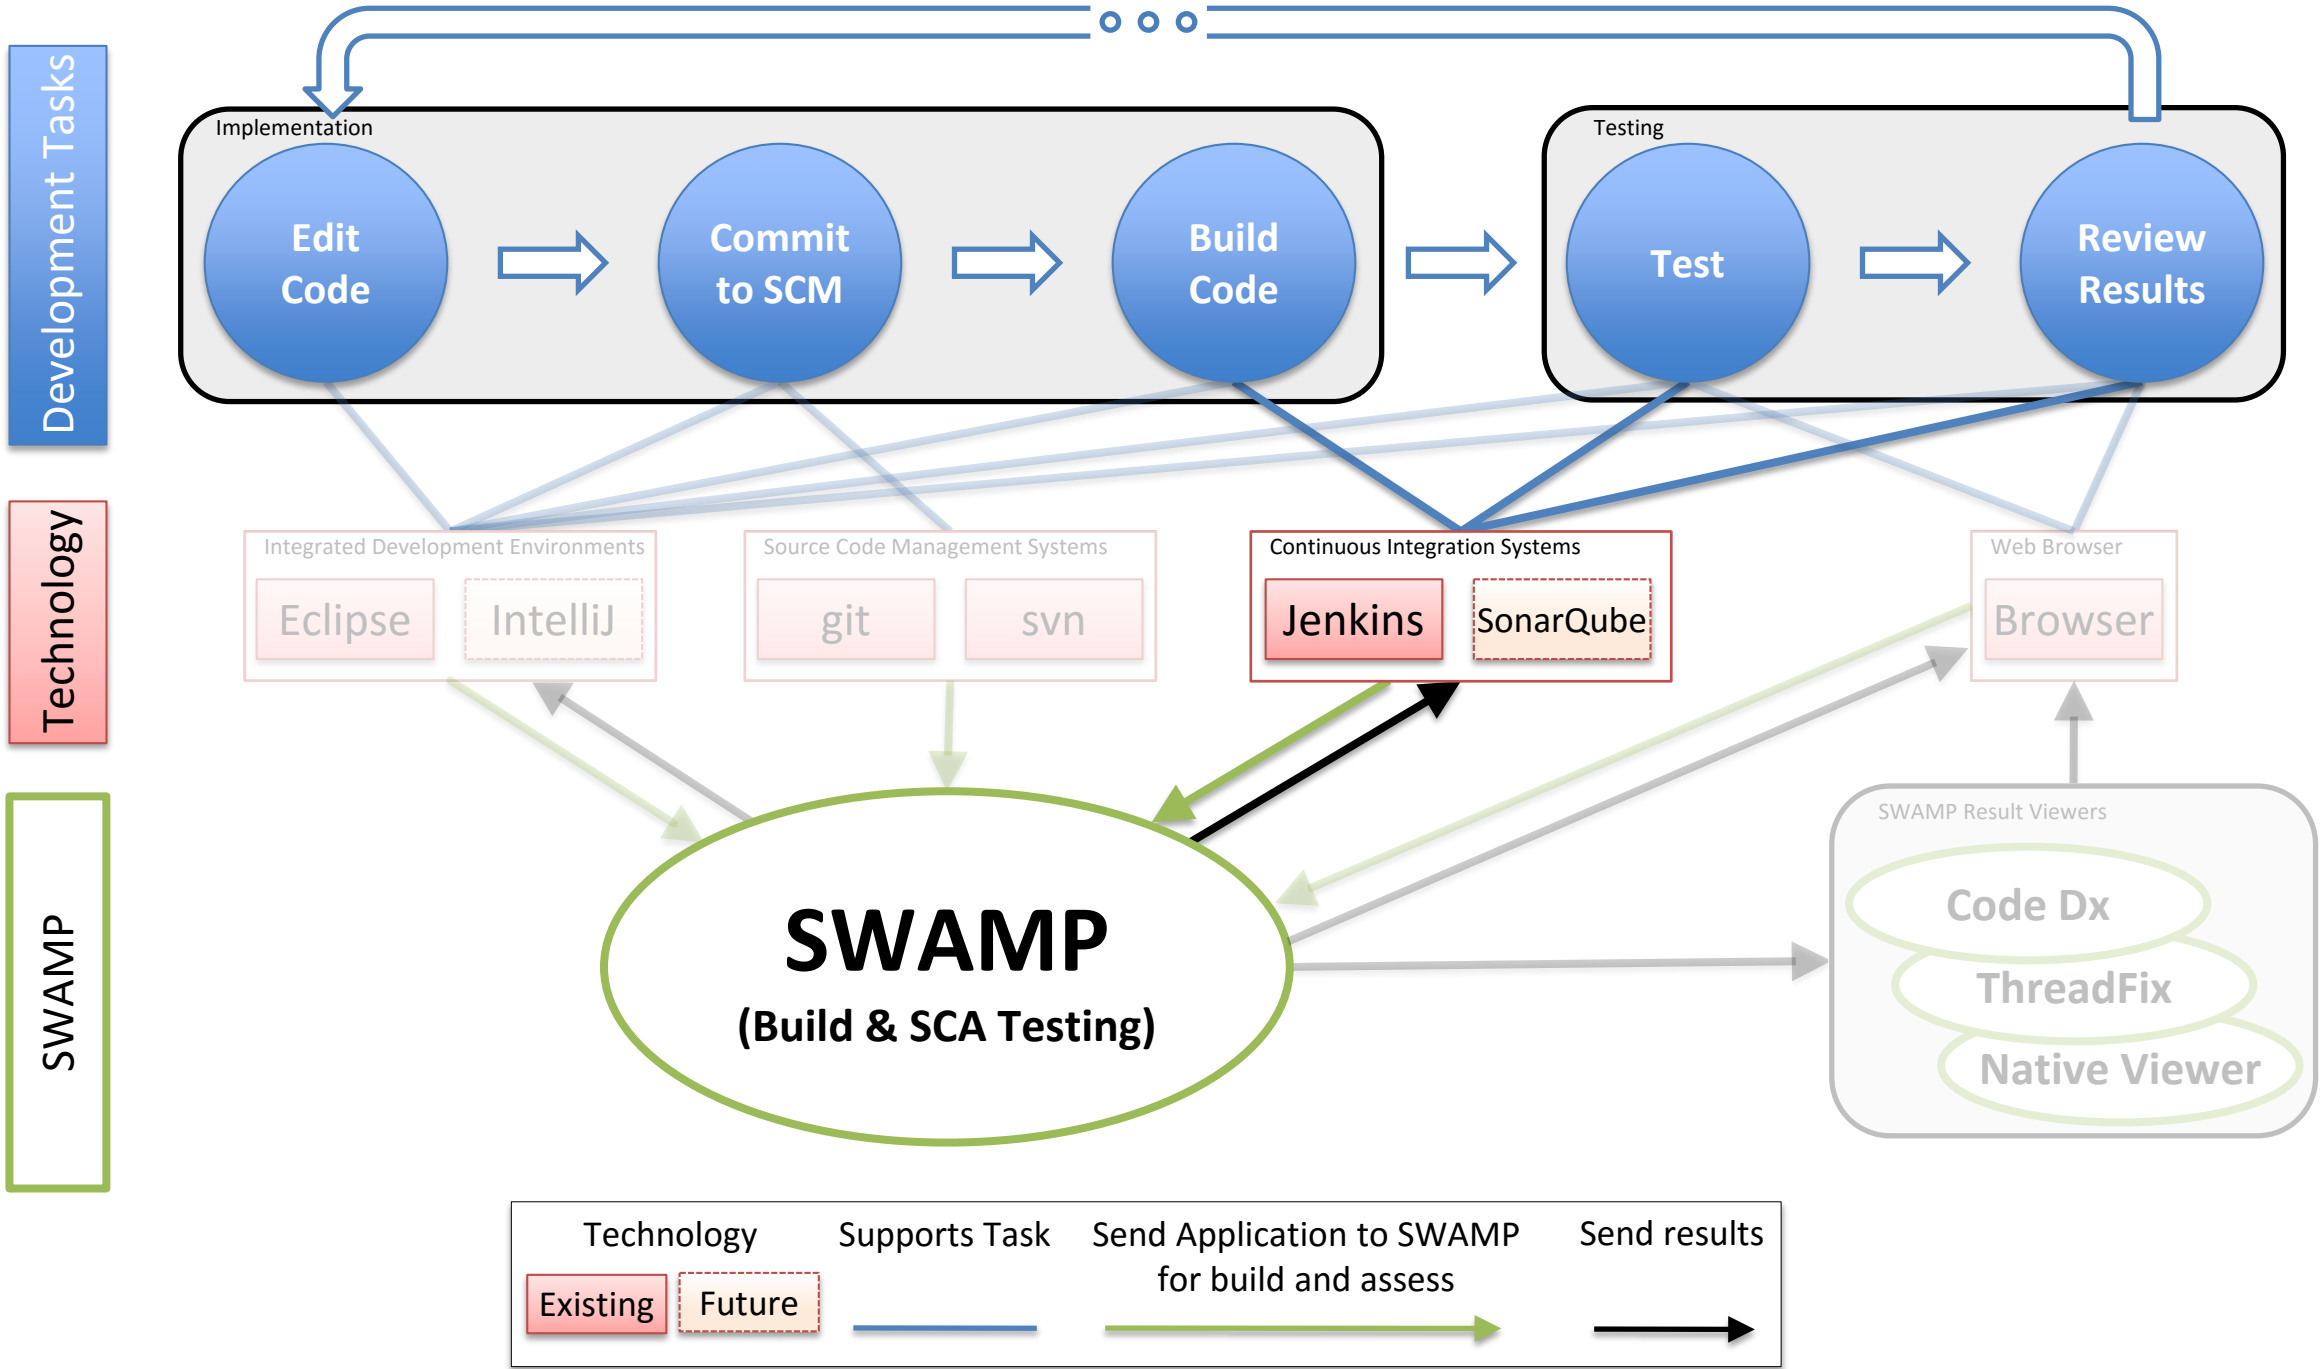 Development Tasks
Implementation
Edit
Code
Commit
to SCM
Build
Code
Testing
Test
Review
Results
Technology
Integrated Development Environments
Eclipse
IntelliJ
Source Code Management Systems
git
svn
Continuous Integration Systems
Jenkins
SonarQube
Web Browser
Browser
SWAMP
SWAMP
(Build & SCA Testing)
SWAMP Result Viewers
Code Dx
ThreadFix
Native Viewer
Technology
Existing
Future
Supports Task
Send Application to SWAMP
for build and assess
Send results